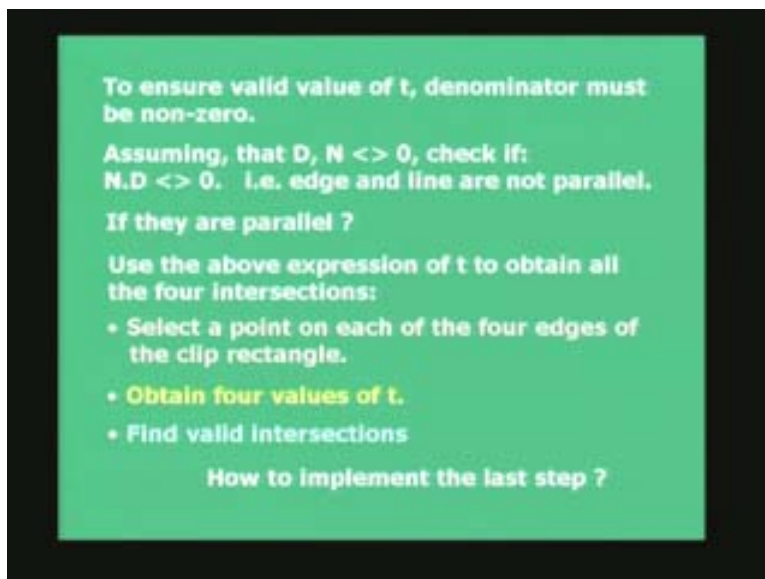 To ensure valid value of t, denominator must
be non-zero.
Assuming, that D, N <> 0, check if:
N.D <> 0. i.e. edge and line are not parallel.
If they are parallel ?
Use the above expression of t to obtain all
the four intersections:
• Select a point on each of the four edges of
the clip rectangle.
• Obtain four values of t.
• Find valid intersections
How to implement the last step ?